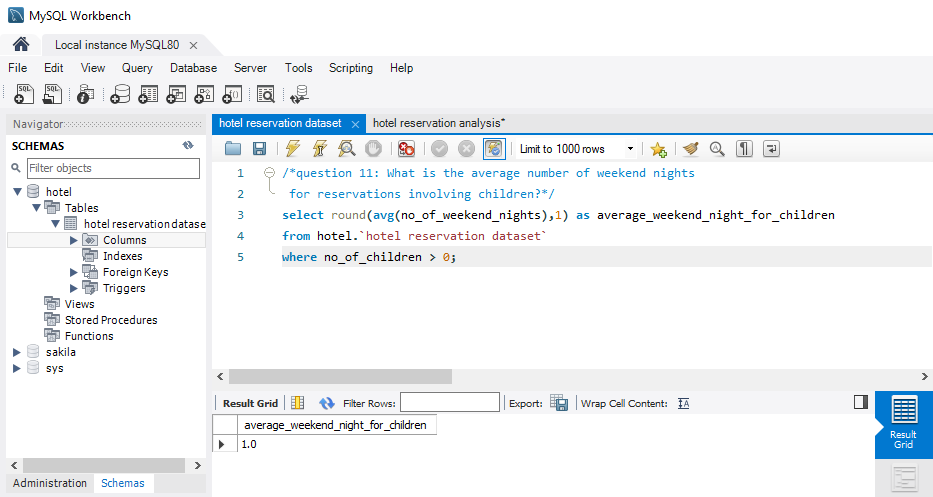 MySQL Workbench
Local instance MySQL80
File Edit View Query Database Server Tools Scripting Help
Navigator
SCHEMAS
Filter objects
hotel
Tables
hotel reservation datase
Columns
Indexes
Foreign Keys
Triggers
Views
Stored Procedures
Functions
sakila
sys
Administration Schemas
hotel reservation dataset hotel reservation analysis*
Limit to 1000 rows
1 /*question 11: What is the average number of weekend nights
2 for reservations involving children?*/
3 select round(avg(no_of_weekend_nights),1) as average_weekend_night_for_children
4 from hotel.`hotel reservation dataset`
5 where no_of_children > 0;
Result Grid Filter Rows: Export: Wrap Cell Content:
average_weekend_night_for_children
1.0
Result
Grid